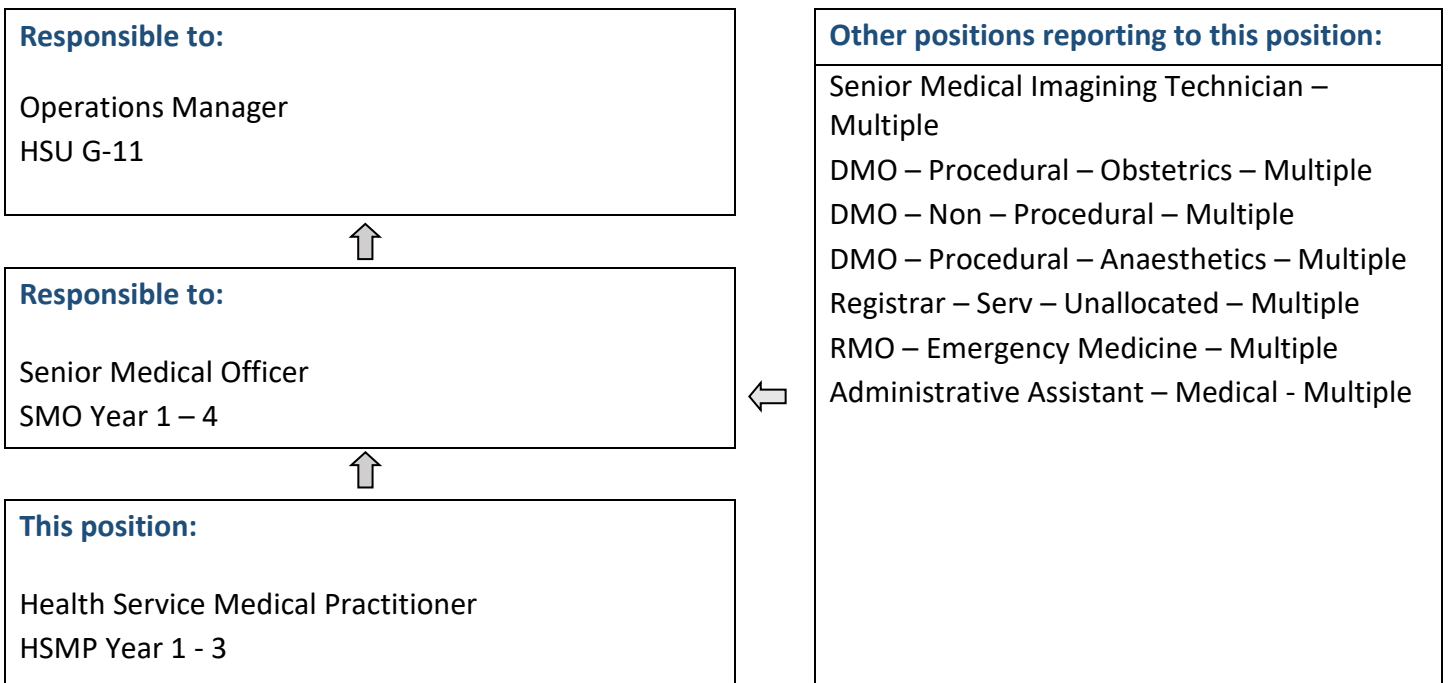 Responsible to:
Operations Manager
HSU G-11
Responsible to:
Senior Medical Officer
SMO Year 1 – 4
This position:
Health Service Medical Practitioner
HSMP Year 1 - 3
Other positions reporting to this position:
Senior Medical Imagining Technician –
Multiple
DMO – Procedural – Obstetrics – Multiple
DMO – Non – Procedural – Multiple
DMO – Procedural – Anaesthetics – Multiple
Registrar – Serv – Unallocated – Multiple
RMO – Emergency Medicine – Multiple
Administrative Assistant – Medical - Multiple